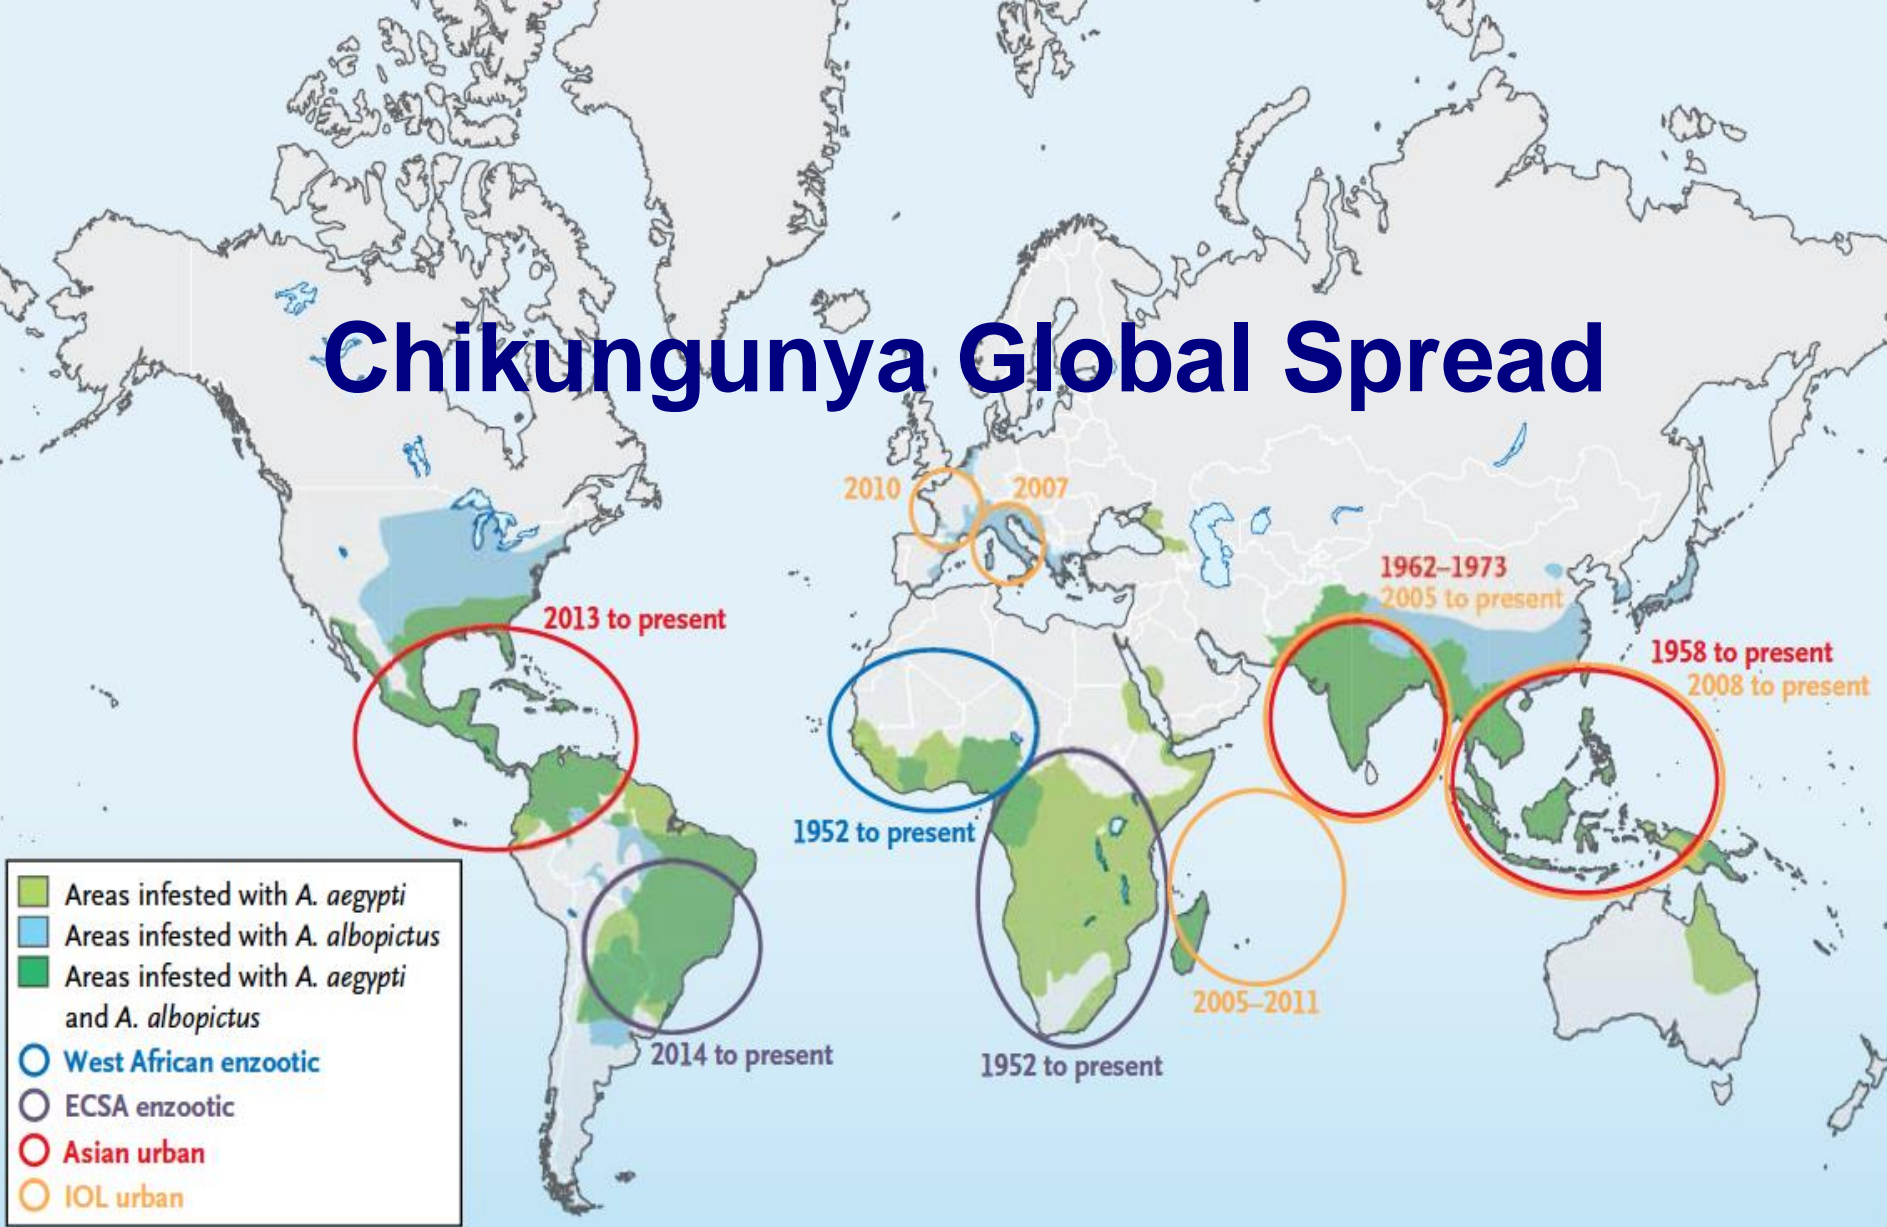 Chikungunya Global Spread
2010
2007
1962–1973
2005 to present
2013 to present
1958 to present
2008 to present
1952 to present
2005–2011
2014 to present
1952 to present
Areas infested with A. aegypti
Areas infested with A. albopictus
Areas infested with A. aegypti
and A. albopictus
West African enzootic
ECSA enzootic
Asian urban
IOL urban